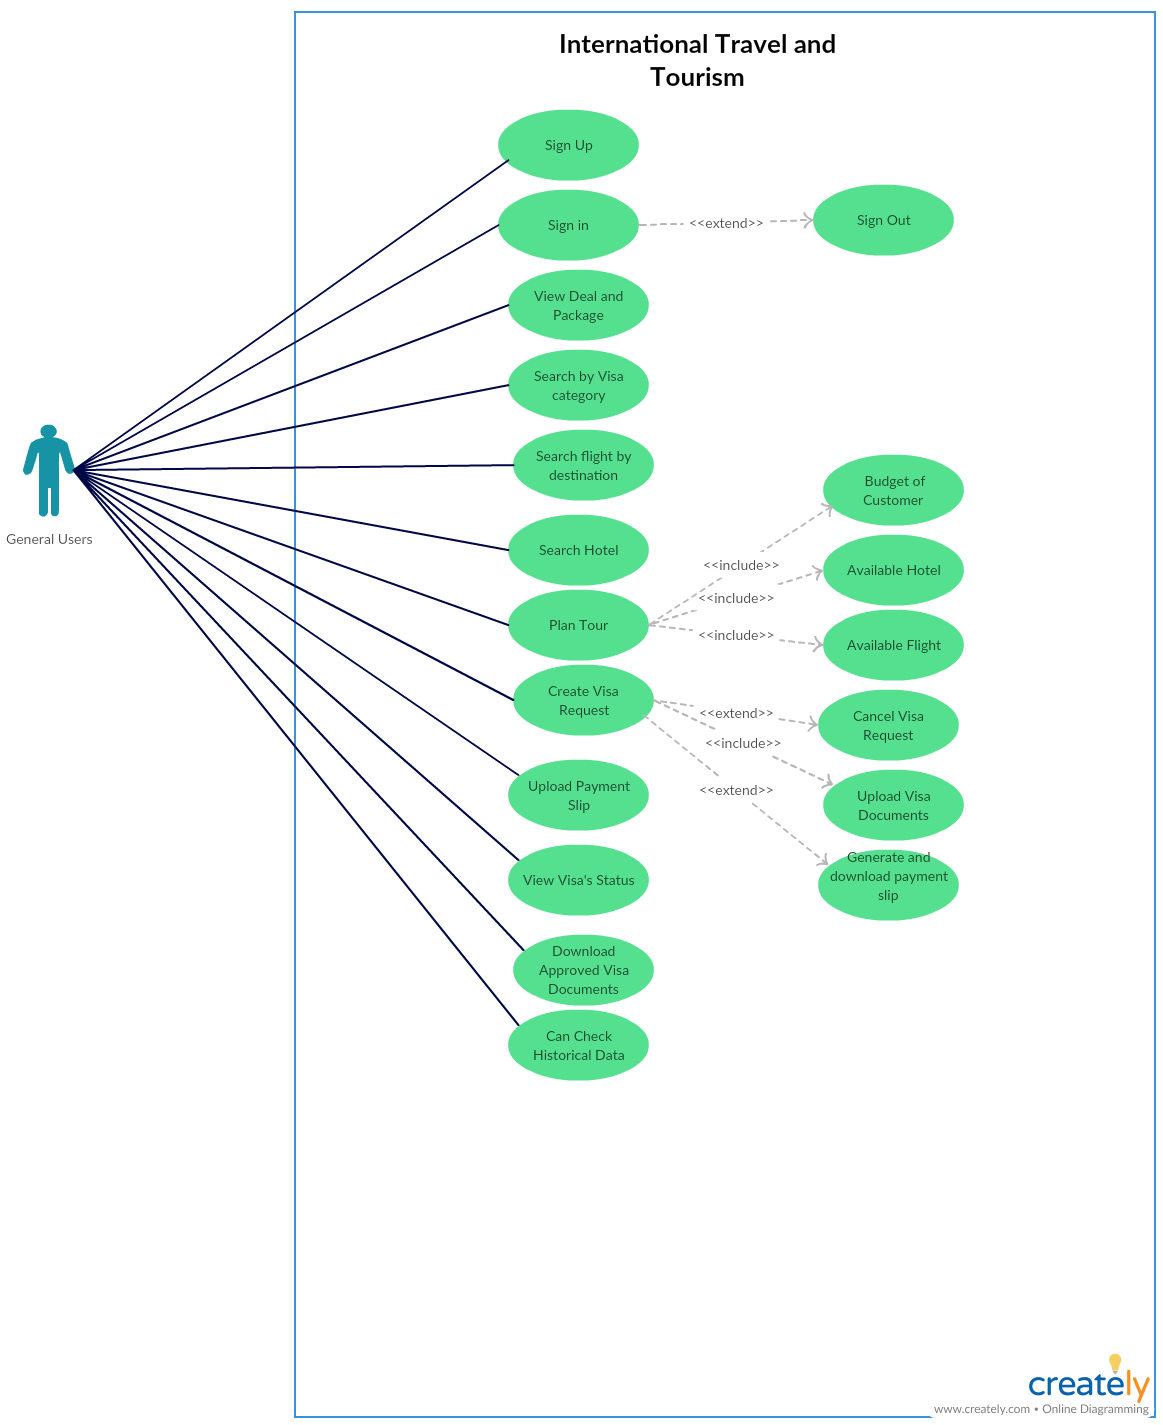 International Travel and
Tourism
Sign Up
Sign in
<<extend>>
Sign Out
View Deal and
Package
Search by Visa
category
Search flight by
destination
General Users
Search Hotel
Budget of
Customer
<<include>>
Available Hotel
<<include>>
Plan Tour
<<include>>
Available Flight
Create Visa
Request
<<extend>>
Cancel Visa
Request
<<include>>
<<extend>>
Upload Visa
Documents
Upload Payment
Slip
Generate and
download payment
slip
View Visa's Status
Download
Approved Visa
Documents
Can Check
Historical Data
creately
www.creately.com • Online Diagramming